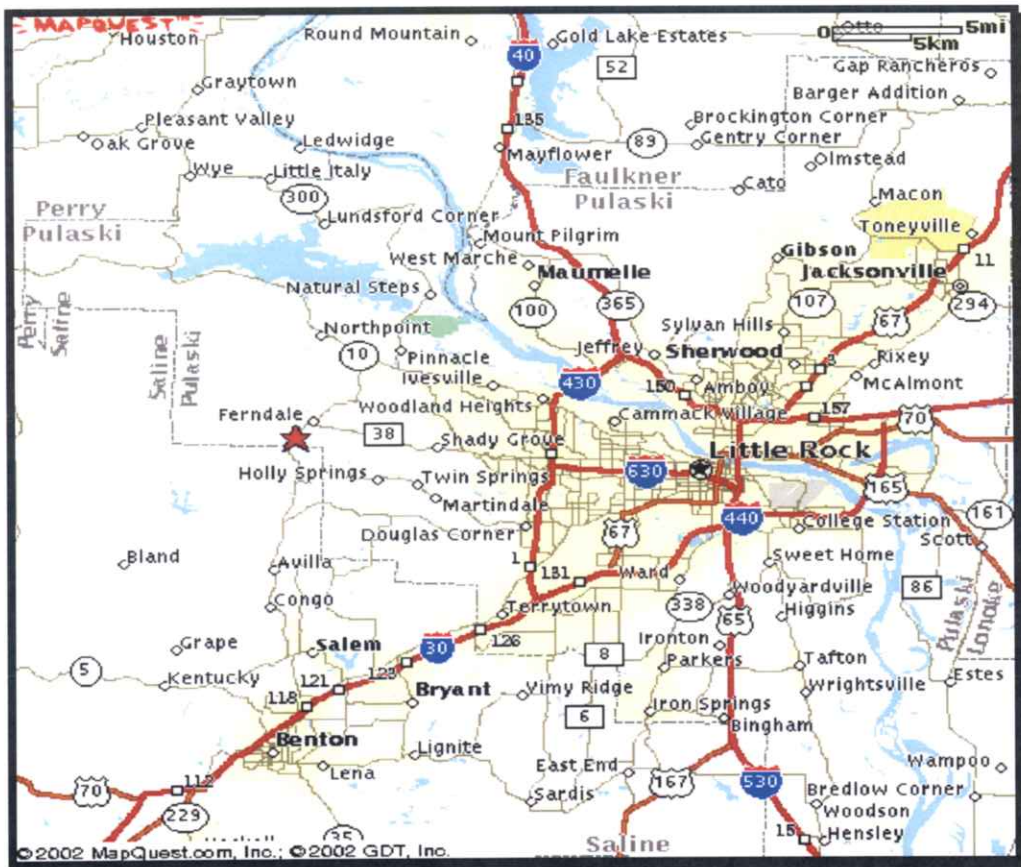 MAPQUEST™
0 5mi
5km
Houston
Round Mountain
40
Gold Lake Estates
52
Otto
Gap Rancheros
Graytown
Barger Addition
Pleasant Valley
135
Brockington Corner
Oak Grove
Ledwidge
Mayflower
89
Gentry Corner
Olmstead
Wye
Little Italy
Faulkner
Cato
300
Pulaski
Macon
Perry
Lundsford Corner
Toneyville
Pulaski
Mount Pilgrim
Gibson
11
West Marche
Maumelle
Jacksonville
Natural Steps
100
365
107
294
Perry
Saline
Saline
Pulaski
Northpoint
Sylvan Hills
67
10
Pinnacle
Jeffrey
Sherwood
3
Rixey
Ivesville
430
150
Amboy
McAlmont
Woodland Heights
157
70
Ferndale
Cammack Village
38
Shady Grove
Little Rock
Holly Springs
Twin Springs
630
165
Martindale
440
161
Douglas Corner
67
College Station
Scott
Bland
Avilla
1
131
Ward
Sweet Home
86
Congo
Woodyardville
Pulaski
Lonoke
Terrytown
338
65
Higgins
Grape
Salem
30
126
Ironton
5
8
Parkers
Tafton
Kentucky
121
123
Estes
118
Bryant
Vimy Ridge
Wrightsville
6
Iron Springs
Bingham
Benton
Lignite
Lena
East End
167
530
Wampoo
70
112
Sardis
Bredlow Corner
229
Woodson
35
Saline
15
Hensley
©2002 MapQuest.com, Inc.; ©2002 GDT, Inc.